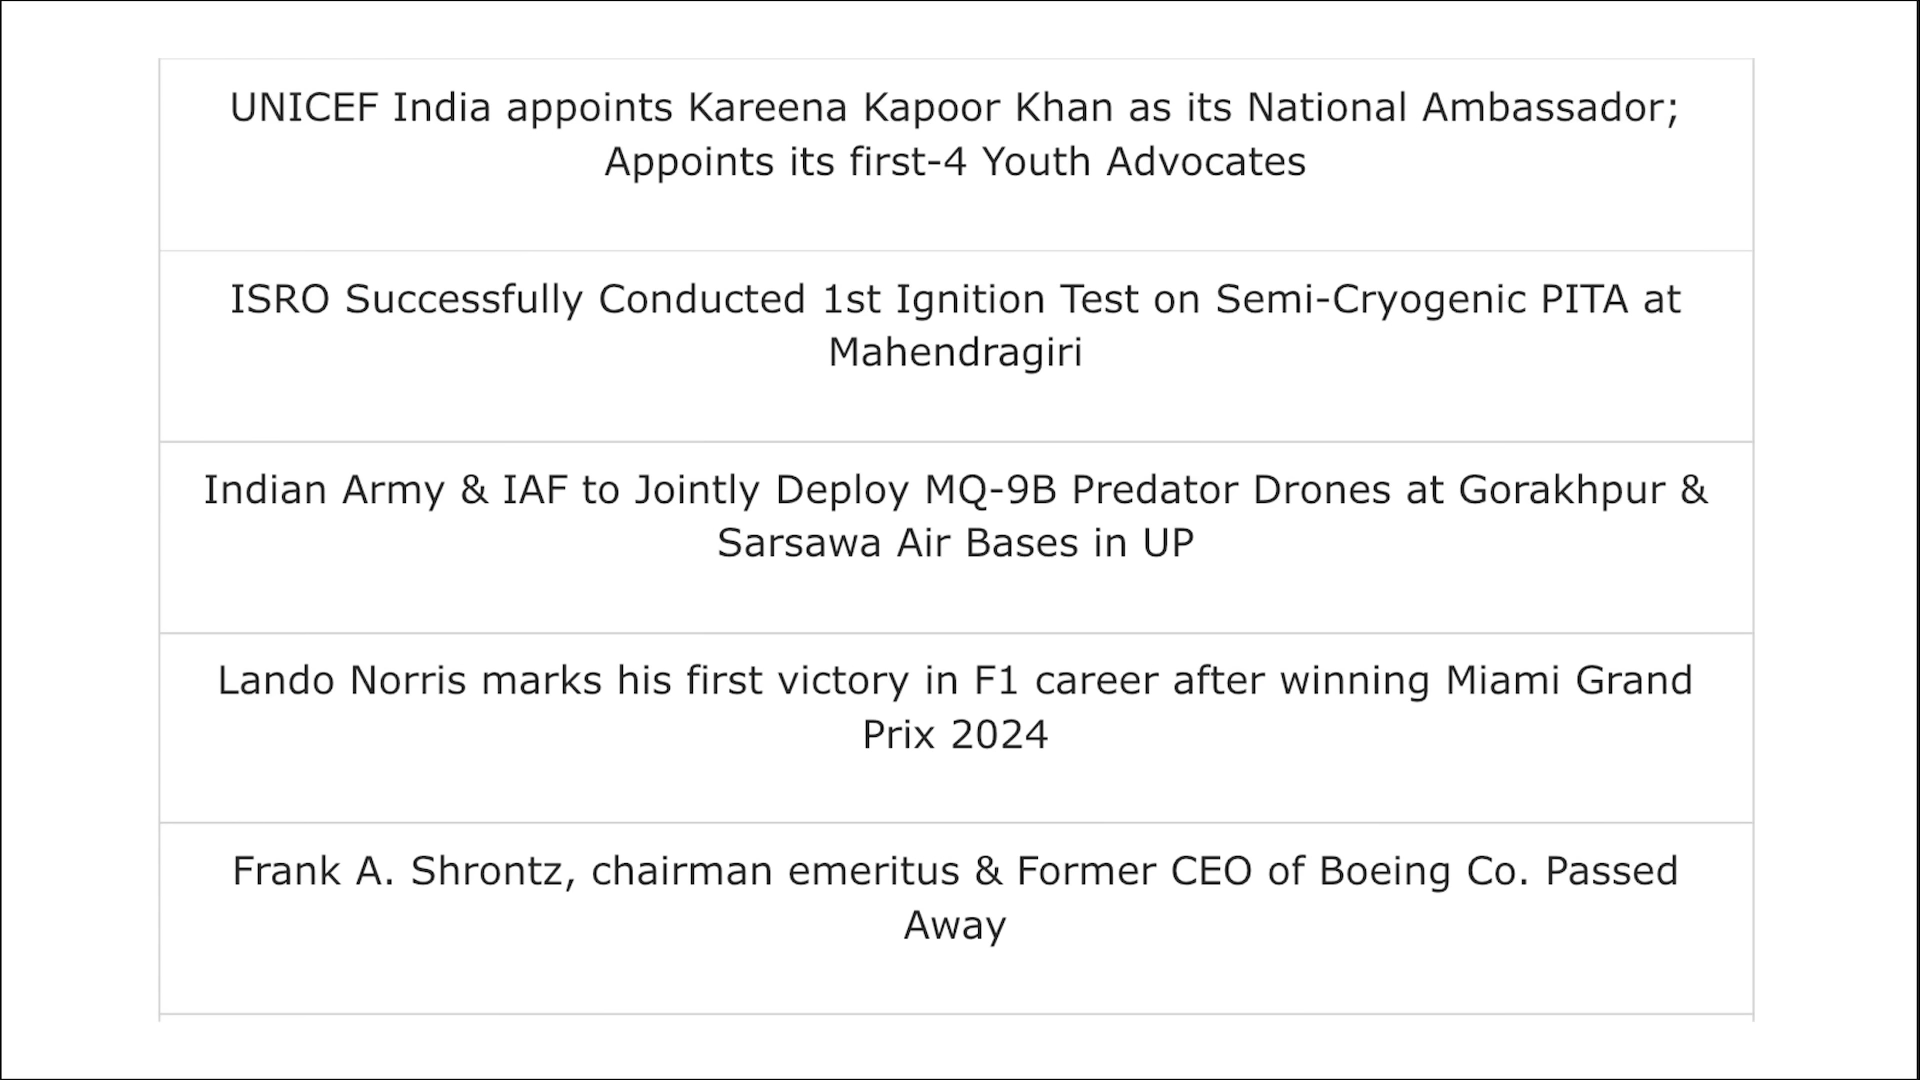 UNICEF India appoints Kareena Kapoor Khan as its National Ambassador;
Appoints its first-4 Youth Advocates
ISRO Successfully Conducted 1st Ignition Test on Semi-Cryogenic PITA at
Mahendragiri
Indian Army & IAF to Jointly Deploy MQ-9B Predator Drones at Gorakhpur &
Sarsawa Air Bases in UP
Lando Norris marks his first victory in F1 career after winning Miami Grand
Prix 2024
Frank A. Shrontz, chairman emeritus & Former CEO of Boeing Co. Passed
Away